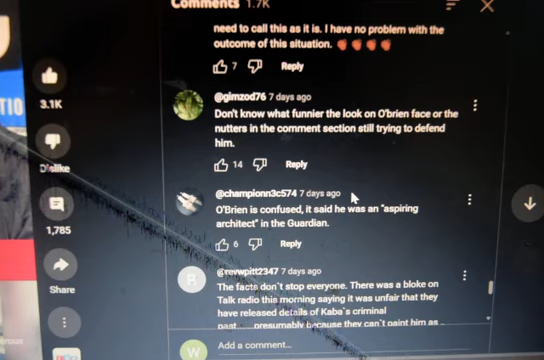 Comments 1.7K
need to call this as it is. I have no problem with the
outcome of this situation.
7 Reply
3.1K
@gimzod76 7 days ago
Don't know what funnier the look on O'brien face or the
nutters in the comment section still trying to defend
him.
14 Reply
Dislike
@championn3c574 7 days ago
O'Brien is confused, it said he was an "aspiring
architect" in the Guardian.
1,785
6 Reply
@revwpitt2347 7 days ago
The facts don`t stop everyone. There was a bloke on
Talk radio this morning saying it was unfair that they
have released details of Kaba`s criminal
past.... presumably because they can`t paint him as
Share
R
W
Add a comment...